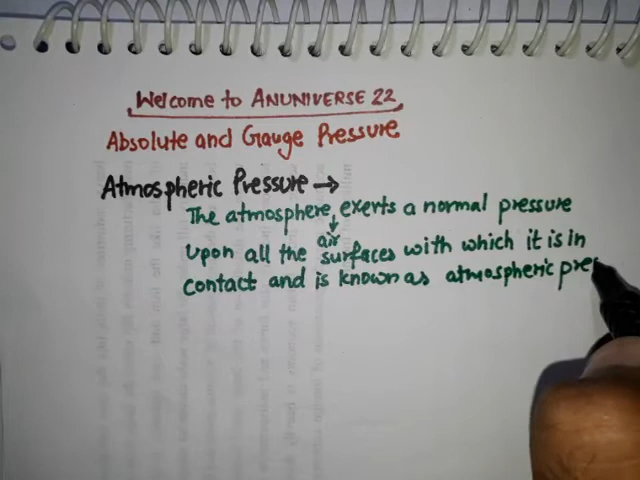 Welcome to ANUNIVERSE 22
Absolute and Gauge Pressure
Atmospheric Pressure →
The atmosphere, exerts a normal pressure
air
upon all the surfaces with which it is in
contact and is known as atmospheric pres